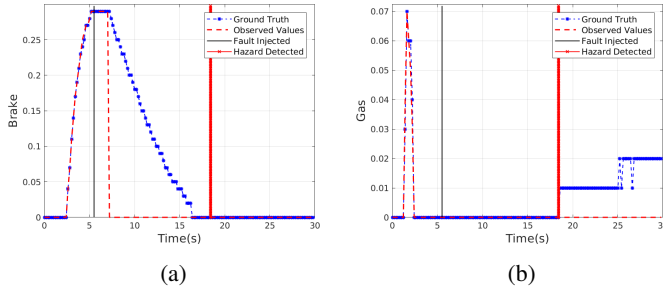 Ground Truth
Observed Values
Fault Injected
Hazard Detected
0.25
0.2
0.15
0.1
0.05
0
Brake
0 5 10 15 20 25 30
Time(s)
(a)
Ground Truth
Observed Values
Fault Injected
Hazard Detected
0.07
0.06
0.05
0.04
0.03
0.02
0.01
0
Gas
0 5 10 15 20 25 30
Time(s)
(b)